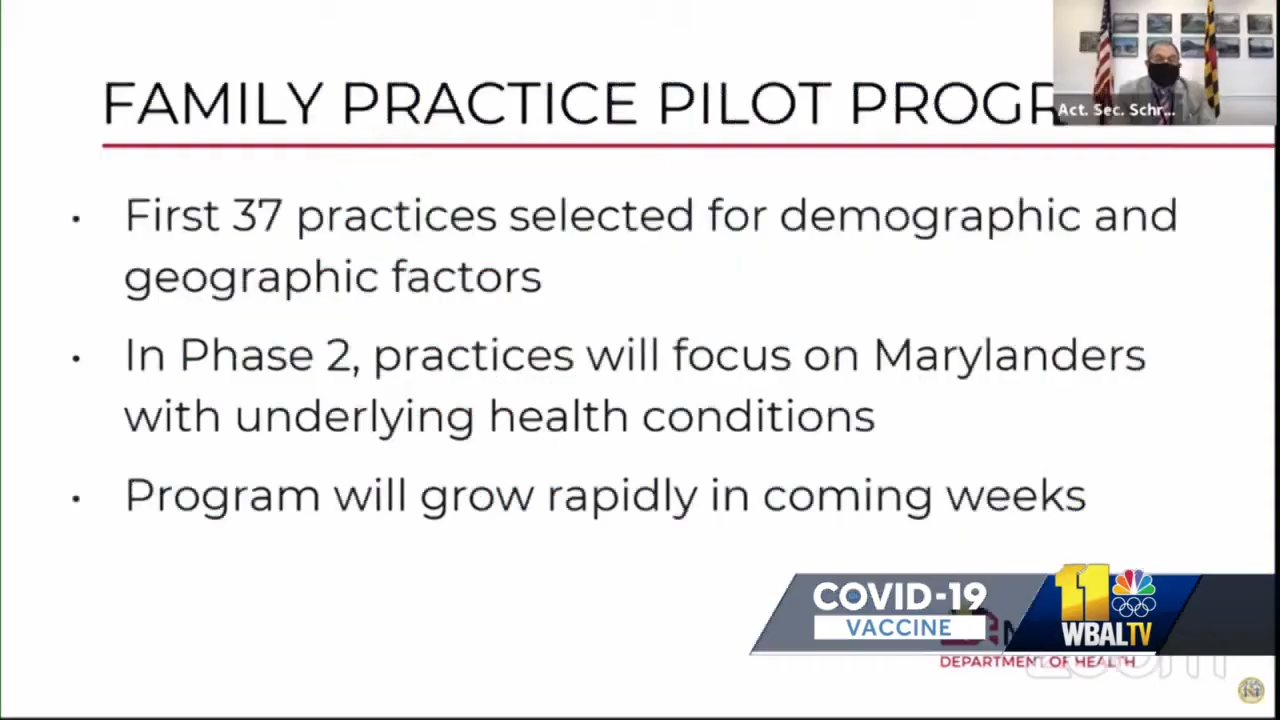 FAMILY PRACTICE PILOT PROGR
Act. Sec. Schr...
• First 37 practices selected for demographic and
geographic factors
• In Phase 2, practices will focus on Marylanders
with underlying health conditions
• Program will grow rapidly in coming weeks
COVID-19
VACCINE
11
WBALTV
DEPARTMENT OF HEALTH
zoom